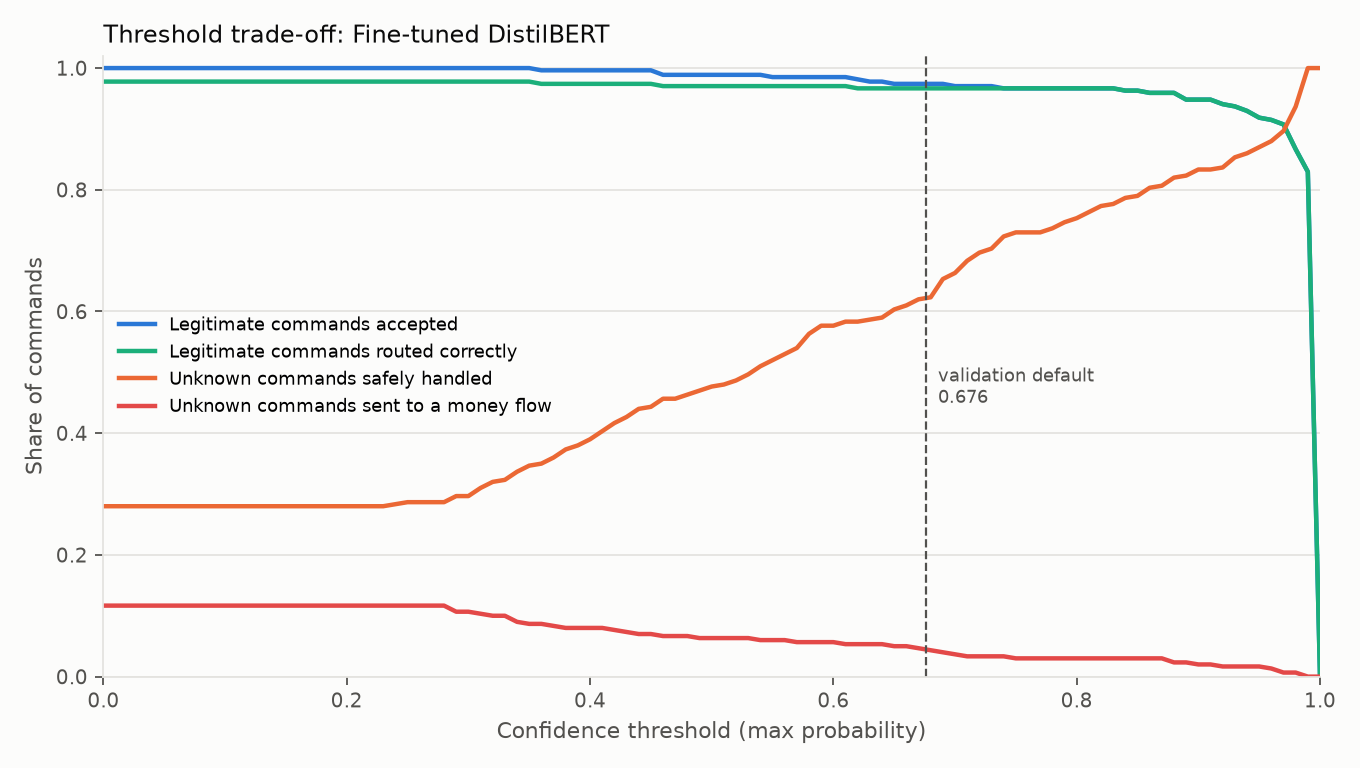 Threshold trade-off: Fine-tuned DistilBERT
1.0
0.8
0.6
0.4
0.2
0.0
Share of commands
Legitimate commands accepted
Legitimate commands routed correctly
Unknown commands safely handled
Unknown commands sent to a money flow
validation default
0.676
0.0
0.2
0.4
0.6
0.8
1.0
Confidence threshold (max probability)